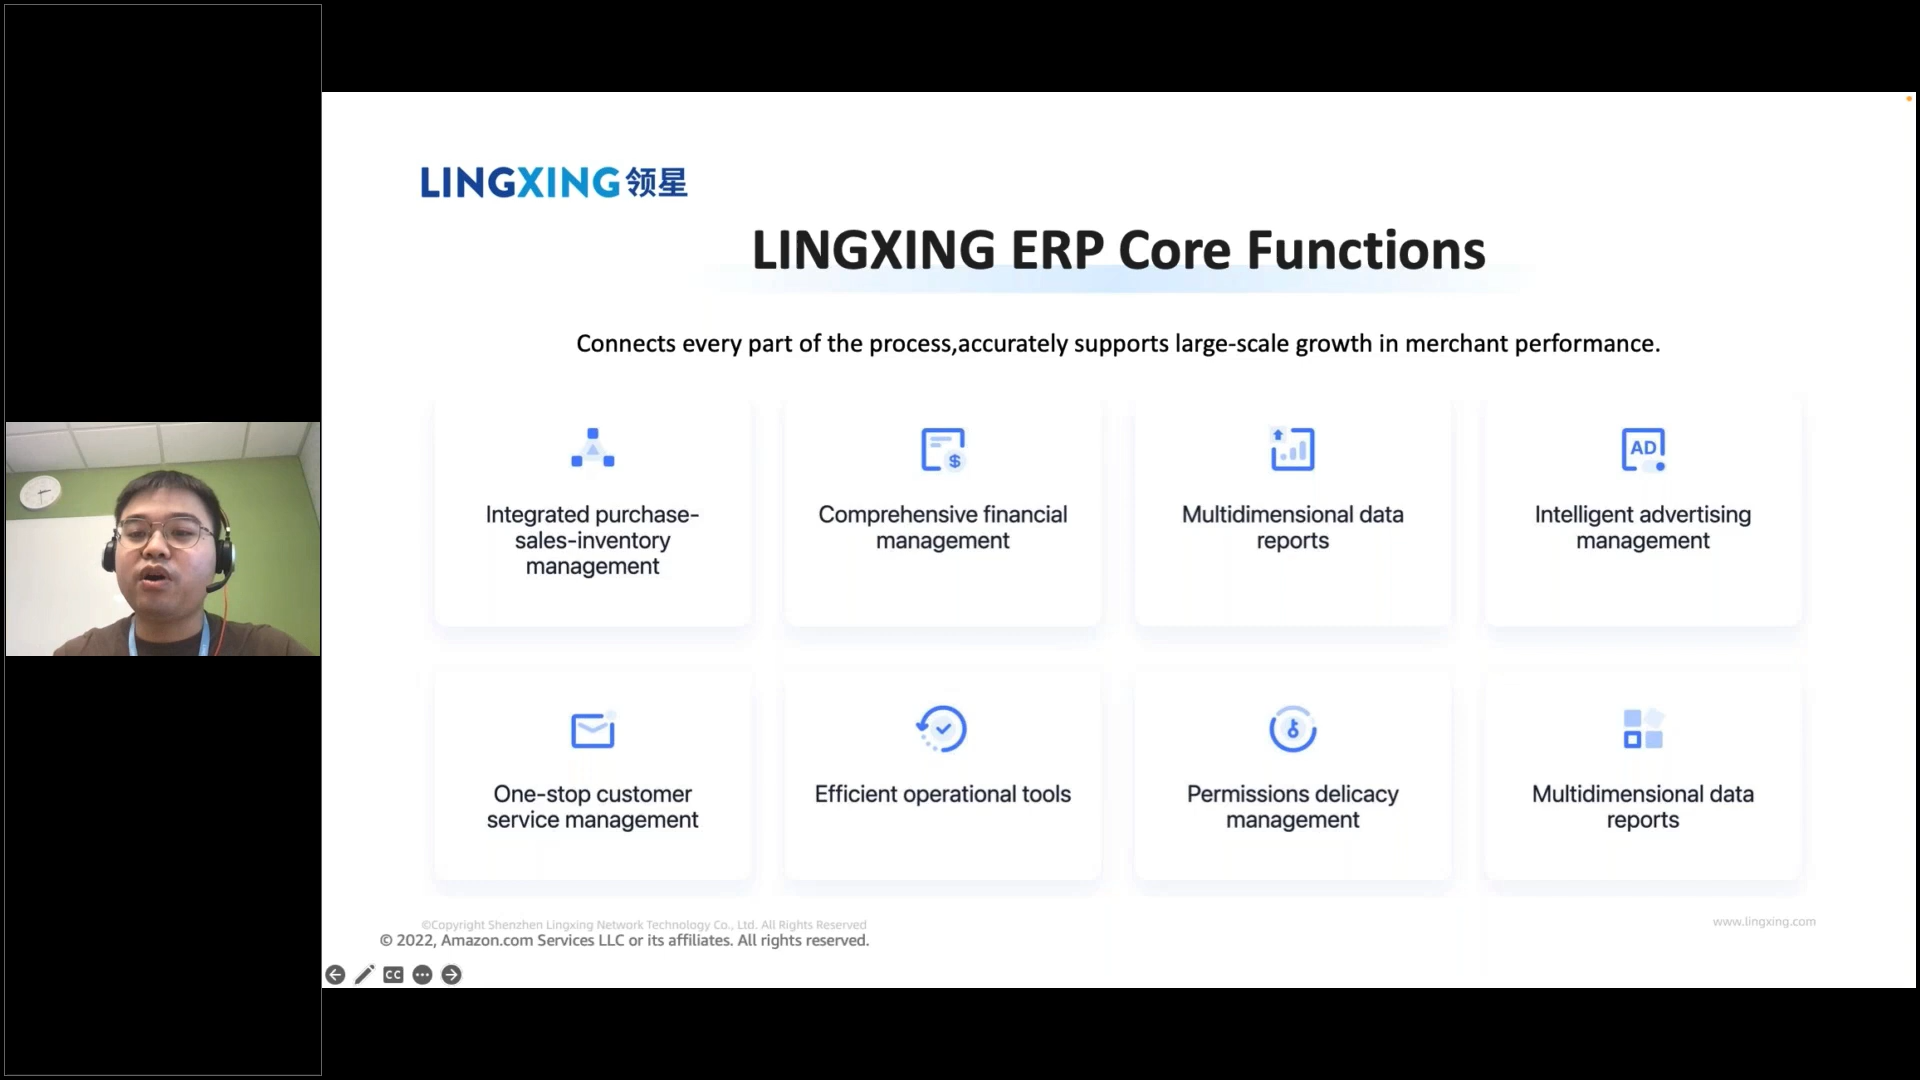 LINGXING领星
LINGXING ERP Core Functions
Connects every part of the process,accurately supports large-scale growth in merchant performance.
Integrated purchase-
sales-inventory
management
Comprehensive financial
management
Multidimensional data
reports
AD
Intelligent advertising
management
One-stop customer
service management
Efficient operational tools
Permissions delicacy
management
Multidimensional data
reports
©Copyright Shenzhen Lingxing Network Technology Co., Ltd. All Rights Reserved
www.lingxing.com
© 2022, Amazon.com Services LLC or its affiliates. All rights reserved.
CC